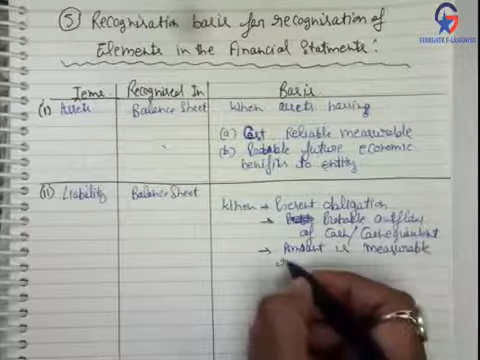 ⑤ Recognisation basis for recognisation of
Elements in the Financial Statments:
Items Recognised In Basis
(i) Assets Balance Sheet When assets having
(a) Cost Reliable measurable
(b) Probable future economic
benefits to entity
(ii) Liability Balance Sheet When → Present obligation
→ Probable outflow
of Cash/Cash equivalent
→ Amount is measurable